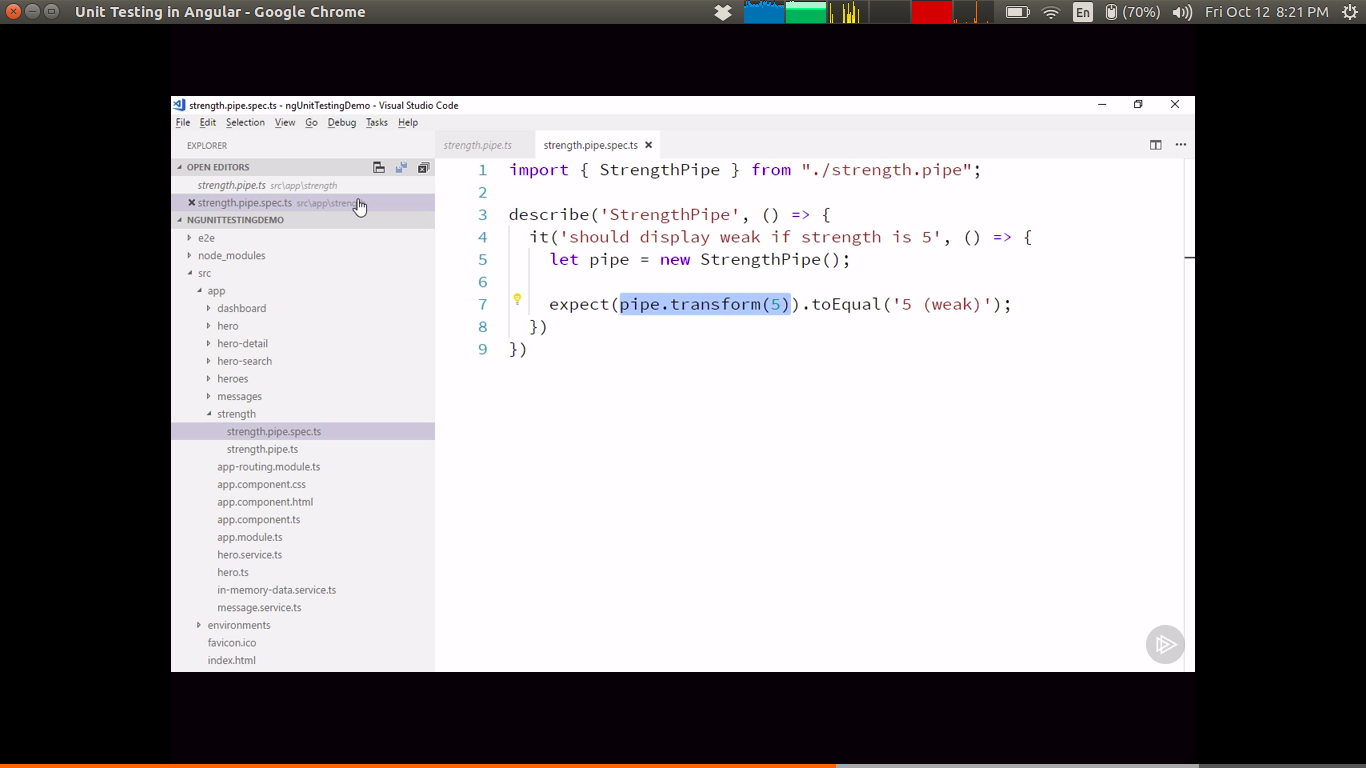 Unit Testing in Angular - Google Chrome
En
(70%)
Fri Oct 12 8:21 PM
strength.pipe.spec.ts - ngUnitTestingDemo - Visual Studio Code
File Edit Selection View Go Debug Tasks Help
EXPLORER
OPEN EDITORS
strength.pipe.ts src\app\strength
strength.pipe.spec.ts src\app\strength
NGUNITTESTINGDEMO
e2e
node_modules
src
app
dashboard
hero
hero-detail
hero-search
heroes
messages
strength
strength.pipe.spec.ts
strength.pipe.ts
app-routing.module.ts
app.component.css
app.component.html
app.component.ts
app.module.ts
hero.service.ts
hero.ts
in-memory-data.service.ts
message.service.ts
environments
favicon.ico
index.html
strength.pipe.ts
strength.pipe.spec.ts
1 import { StrengthPipe } from "./strength.pipe";
2
3 describe('StrengthPipe', () => {
4 it('should display weak if strength is 5', () => {
5 let pipe = new StrengthPipe();
6
7 expect(pipe.transform(5)).toEqual('5 (weak)');
8 })
9 })